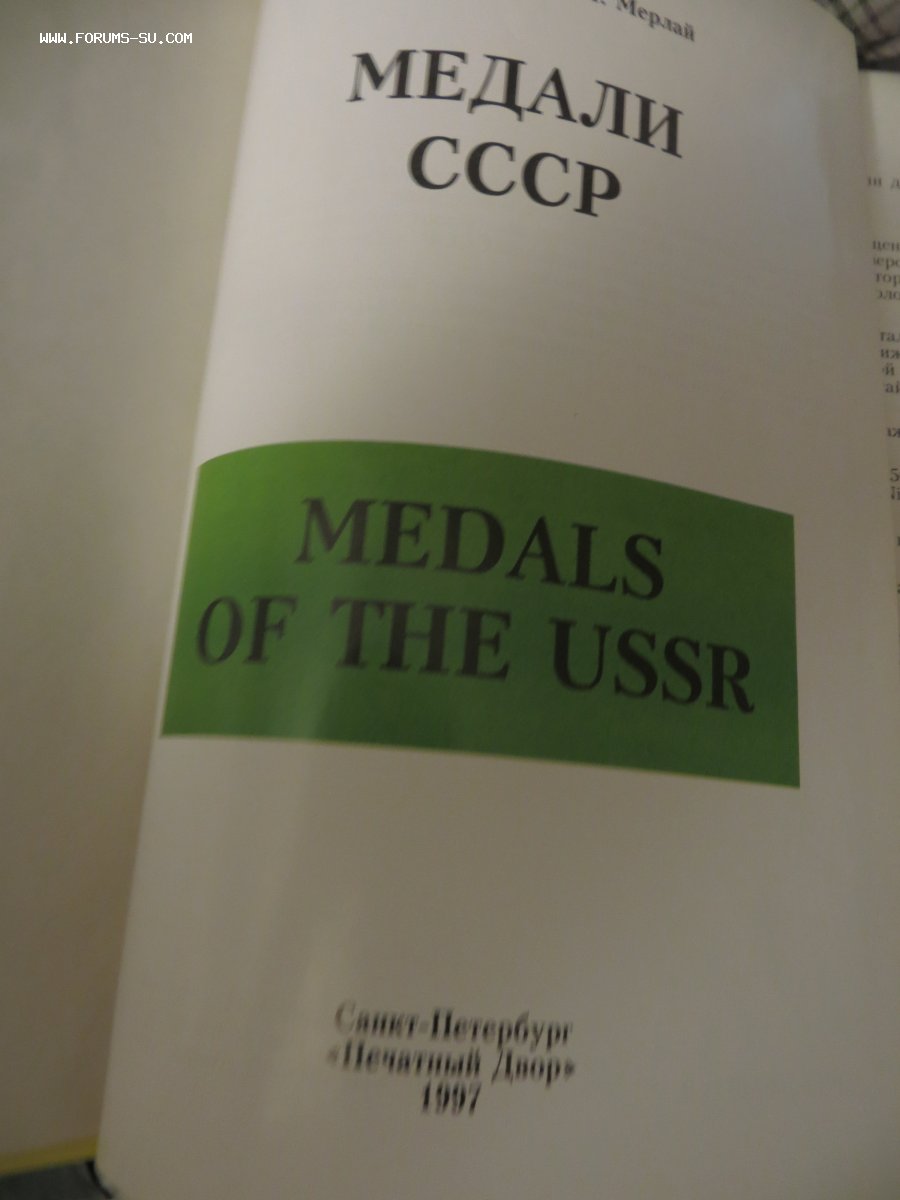 WWW.FORUMS-SU.COM
Мерлай
МЕДАЛИ
СССР
MEDALS
OF THE USSR
Санкт-Петербург
«Печатный Двор»
1997